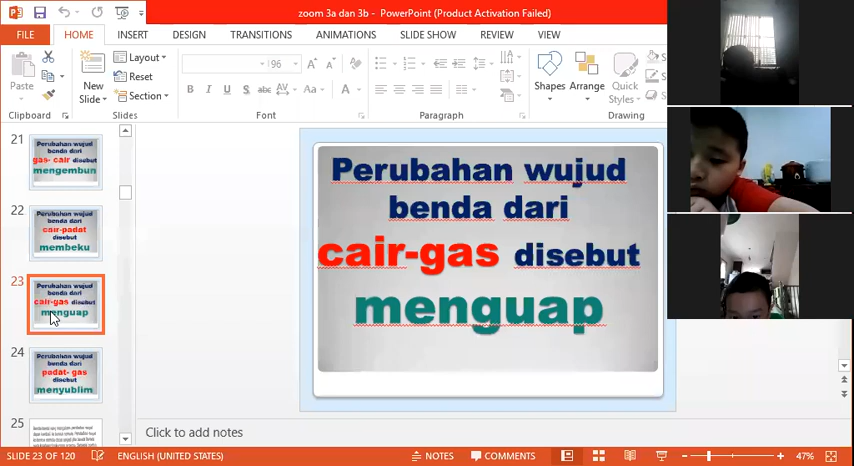 zoom 3a dan 3b - PowerPoint (Product Activation Failed)
FILE HOME INSERT DESIGN TRANSITIONS ANIMATIONS SLIDE SHOW REVIEW VIEW
Paste
New Slide
Layout
Reset
Section
96
B I U S abc AV Aa A
Shapes
Arrange
Quick Styles
Clipboard
Slides
Font
Paragraph
Drawing
21
Perubahan wujud
benda dari
gas- cair disebut
mengembun
22
Perubahan wujud
benda dari
cair-padat
disebut
membeku
23
Perubahan wujud
benda dari
cair-gas disebut
menguap
24
Perubahan wujud
benda dari
padat- gas
disebut
menyublim
25
Perubahan wujud
benda dari
cair-gas disebut
menguap
Click to add notes
SLIDE 23 OF 120 ENGLISH (UNITED STATES) NOTES COMMENTS 47%